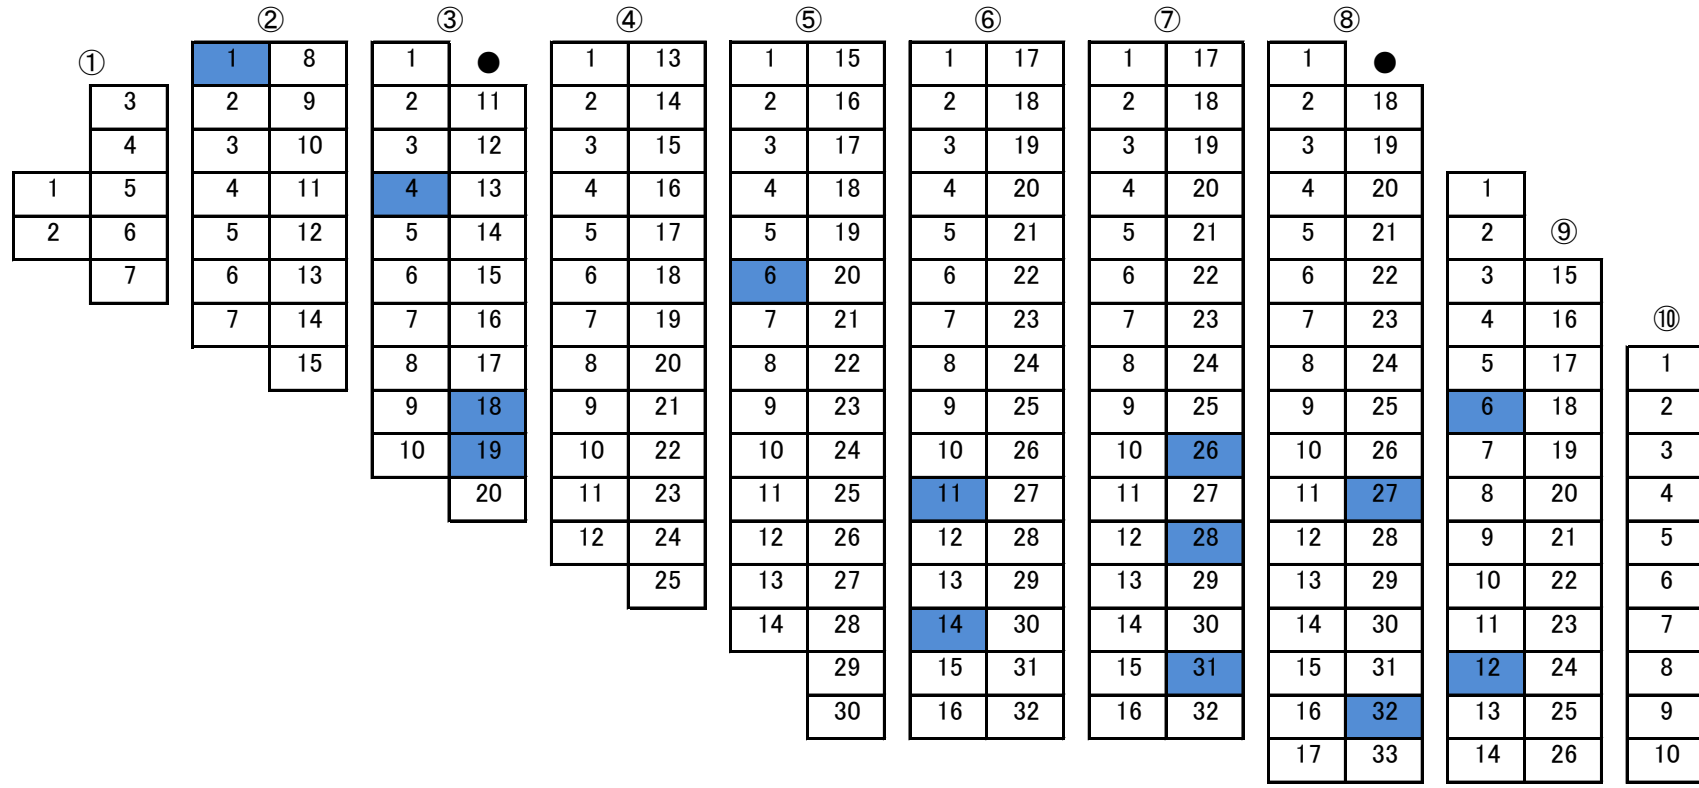 ② ③ ④ ⑤ ⑥ ⑦ ⑧
① 1 8 1 ● 1 13 1 15 1 17 1 17 1 ●
3 2 9 2 11 2 14 2 16 2 18 2 18 2 18
4 3 10 3 12 3 15 3 17 3 19 3 19 3 19
1 5 4 11 4 13 4 16 4 18 4 20 4 20 4 20 1
2 6 5 12 5 14 5 17 5 19 5 21 5 21 5 21 2 ⑨
7 6 13 6 15 6 18 6 20 6 22 6 22 6 22 3 15
7 14 7 16 7 19 7 21 7 23 7 23 7 23 4 16 ⑩
15 8 17 8 20 8 22 8 24 8 24 8 24 5 17 1
9 18 9 21 9 23 9 25 9 25 9 25 6 18 2
10 19 10 22 10 24 10 26 10 26 10 26 7 19 3
20 11 23 11 25 11 27 11 27 11 27 8 20 4
12 24 12 26 12 28 12 28 12 28 9 21 5
25 13 27 13 29 13 29 13 29 10 22 6
14 28 14 30 14 30 14 30 11 23 7
29 15 31 15 31 15 31 12 24 8
30 16 32 16 32 16 32 13 25 9
17 33 14 26 10